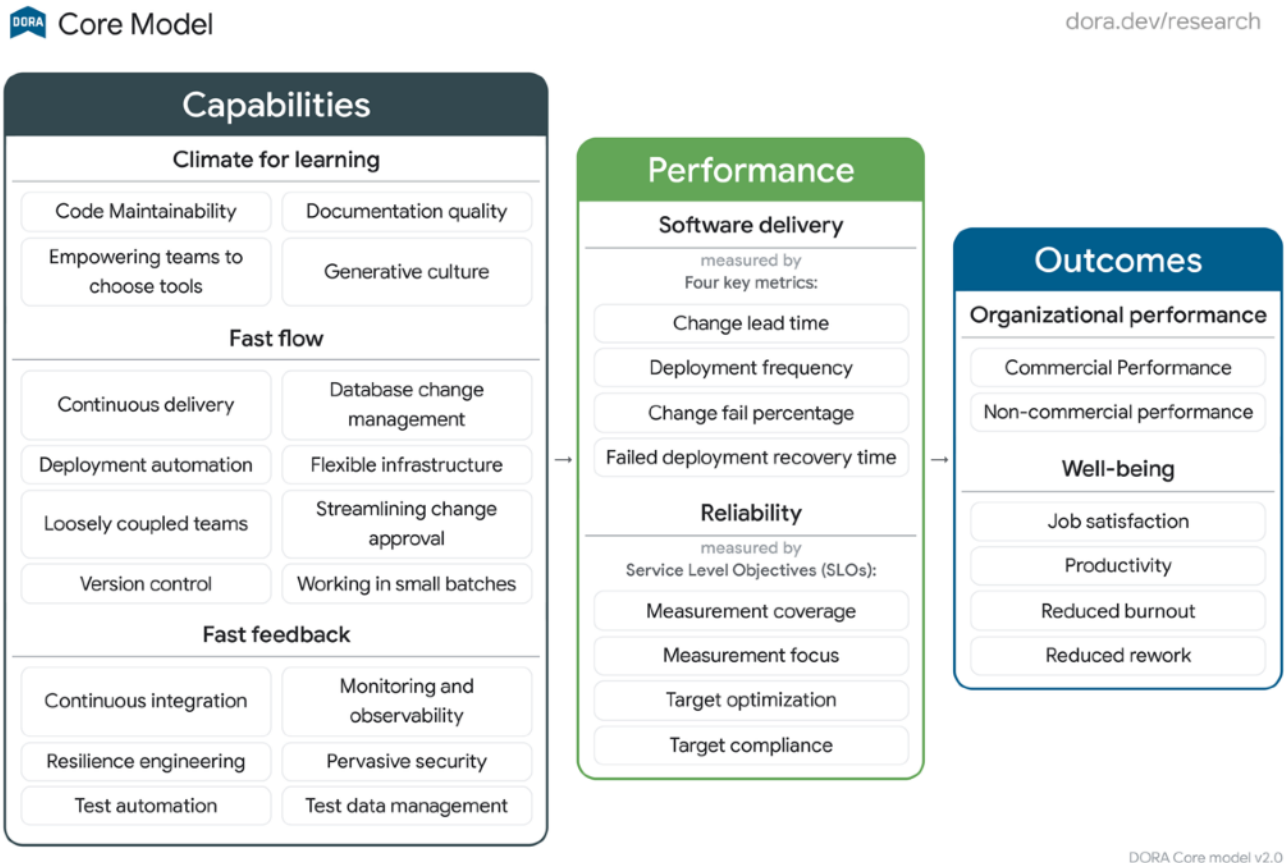 DORA Core Model
dora.dev/research
Capabilities
Climate for learning
Code Maintainability
Documentation quality
Empowering teams to
choose tools
Generative culture
Fast flow
Continuous delivery
Database change
management
Deployment automation
Flexible infrastructure
Loosely coupled teams
Streamlining change
approval
Version control
Working in small batches
Fast feedback
Continuous integration
Monitoring and
observability
Resilience engineering
Pervasive security
Test automation
Test data management
→
Performance
Software delivery
measured by
Four key metrics:
Change lead time
Deployment frequency
Change fail percentage
Failed deployment recovery time
Reliability
measured by
Service Level Objectives (SLOs):
Measurement coverage
Measurement focus
Target optimization
Target compliance
→
Outcomes
Organizational performance
Commercial Performance
Non-commercial performance
Well-being
Job satisfaction
Productivity
Reduced burnout
Reduced rework
DORA Core model v2.0